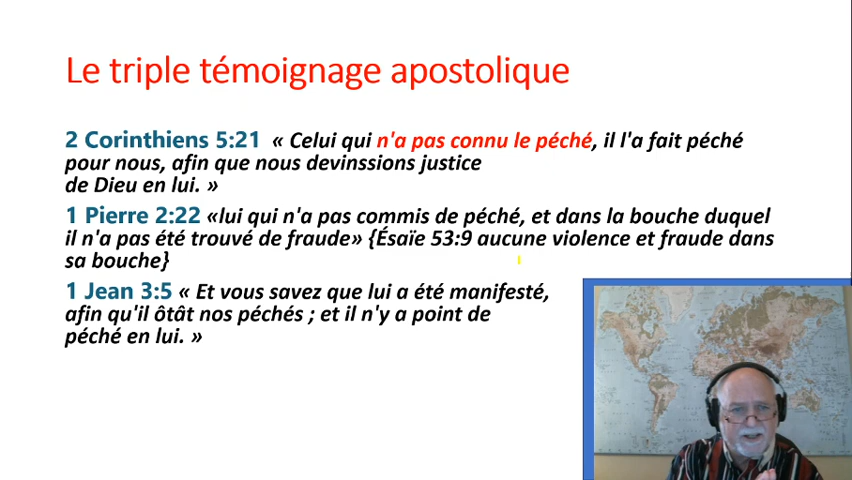 Le triple témoignage apostolique
2 Corinthiens 5:21 « Celui qui n'a pas connu le péché, il l'a fait péché
pour nous, afin que nous devinssions justice
de Dieu en lui. »
1 Pierre 2:22 «lui qui n'a pas commis de péché, et dans la bouche duquel
il n'a pas été trouvé de fraude» {Ésaïe 53:9 aucune violence et fraude dans
sa bouche}
1 Jean 3:5 « Et vous savez que lui a été manifesté,
afin qu'il ôtât nos péchés ; et il n'y a point de
péché en lui. »